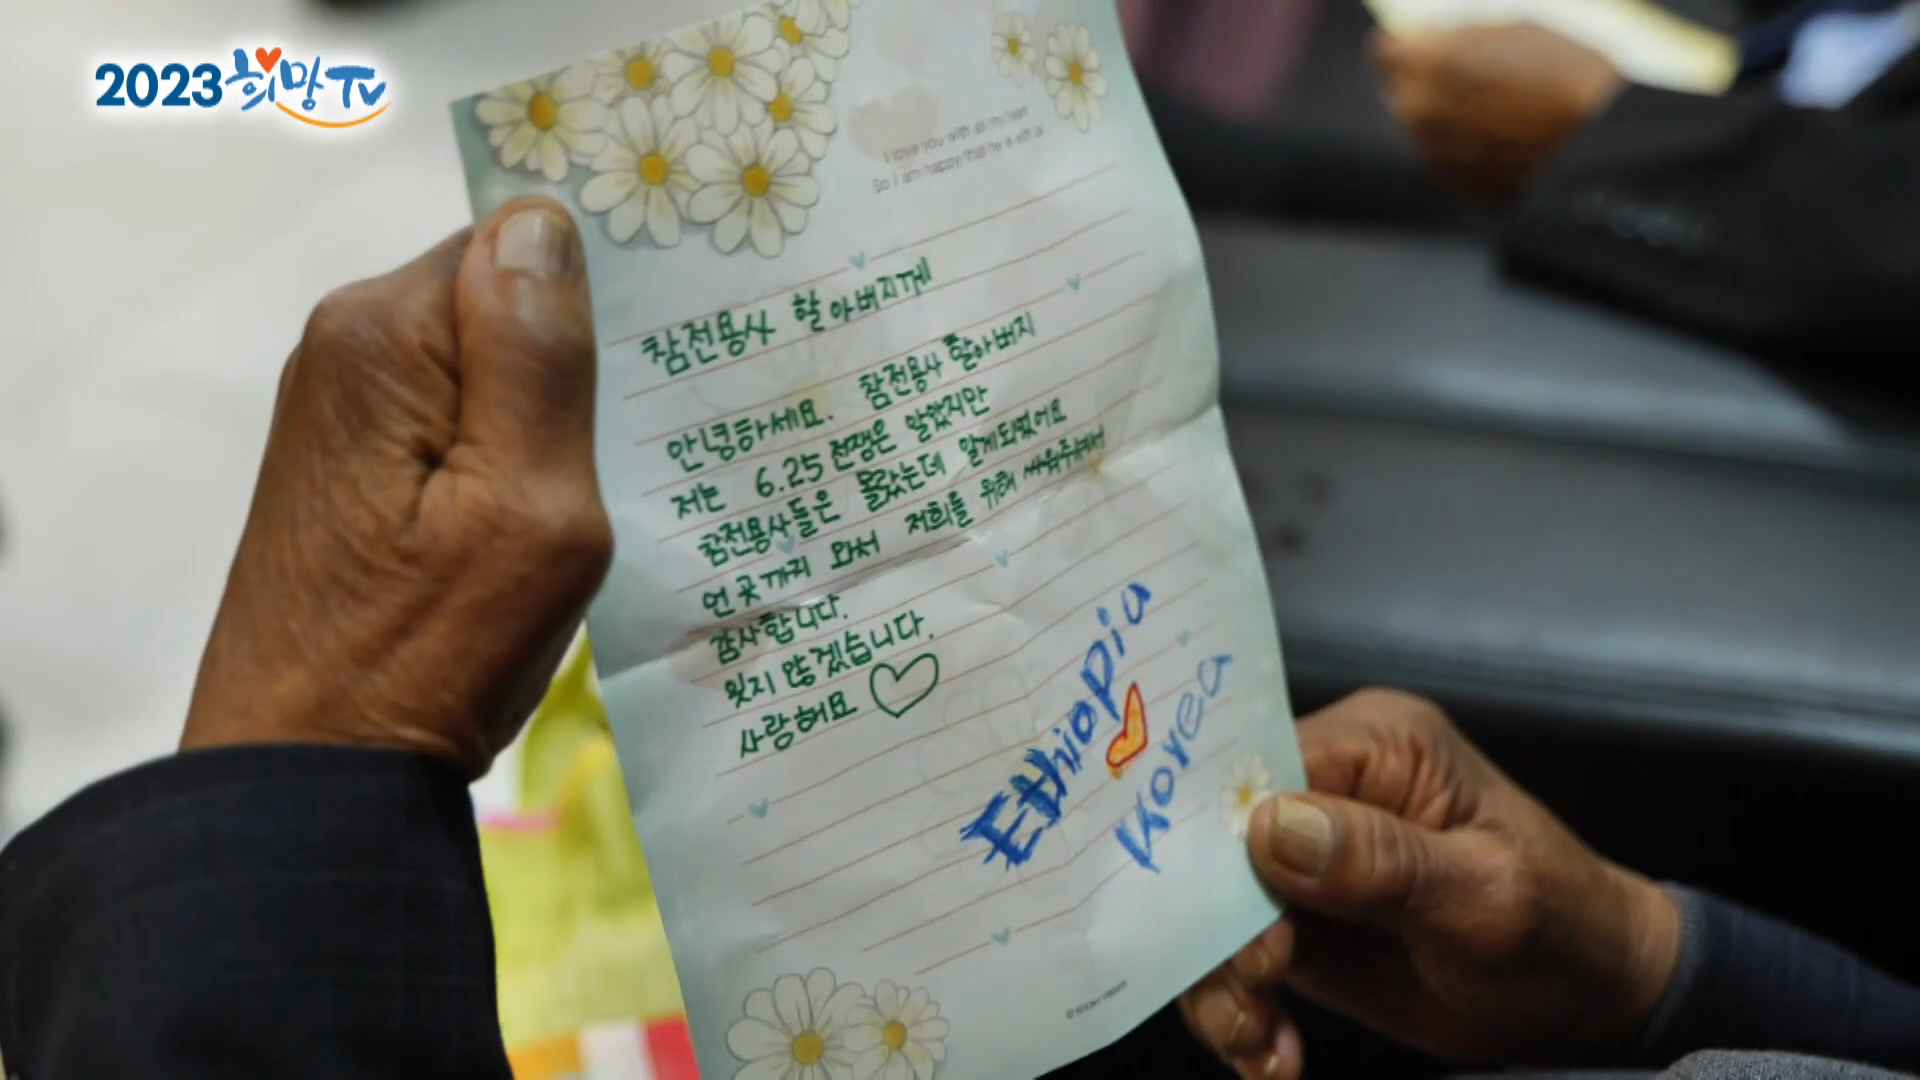 2023 희망TV
I love you with all my heart
So I am happy that he is with us
참전용사 할아버지께
안녕하세요. 참전용사 할아버지
저는 6.25 전쟁은 알았지만
참전용사들은 몰랐는데 알게되었어요
먼 곳까지 와서 저희를 위해 싸워주셔서
감사합니다.
잊지 않겠습니다.
사랑해요
Ethiopia
Korea